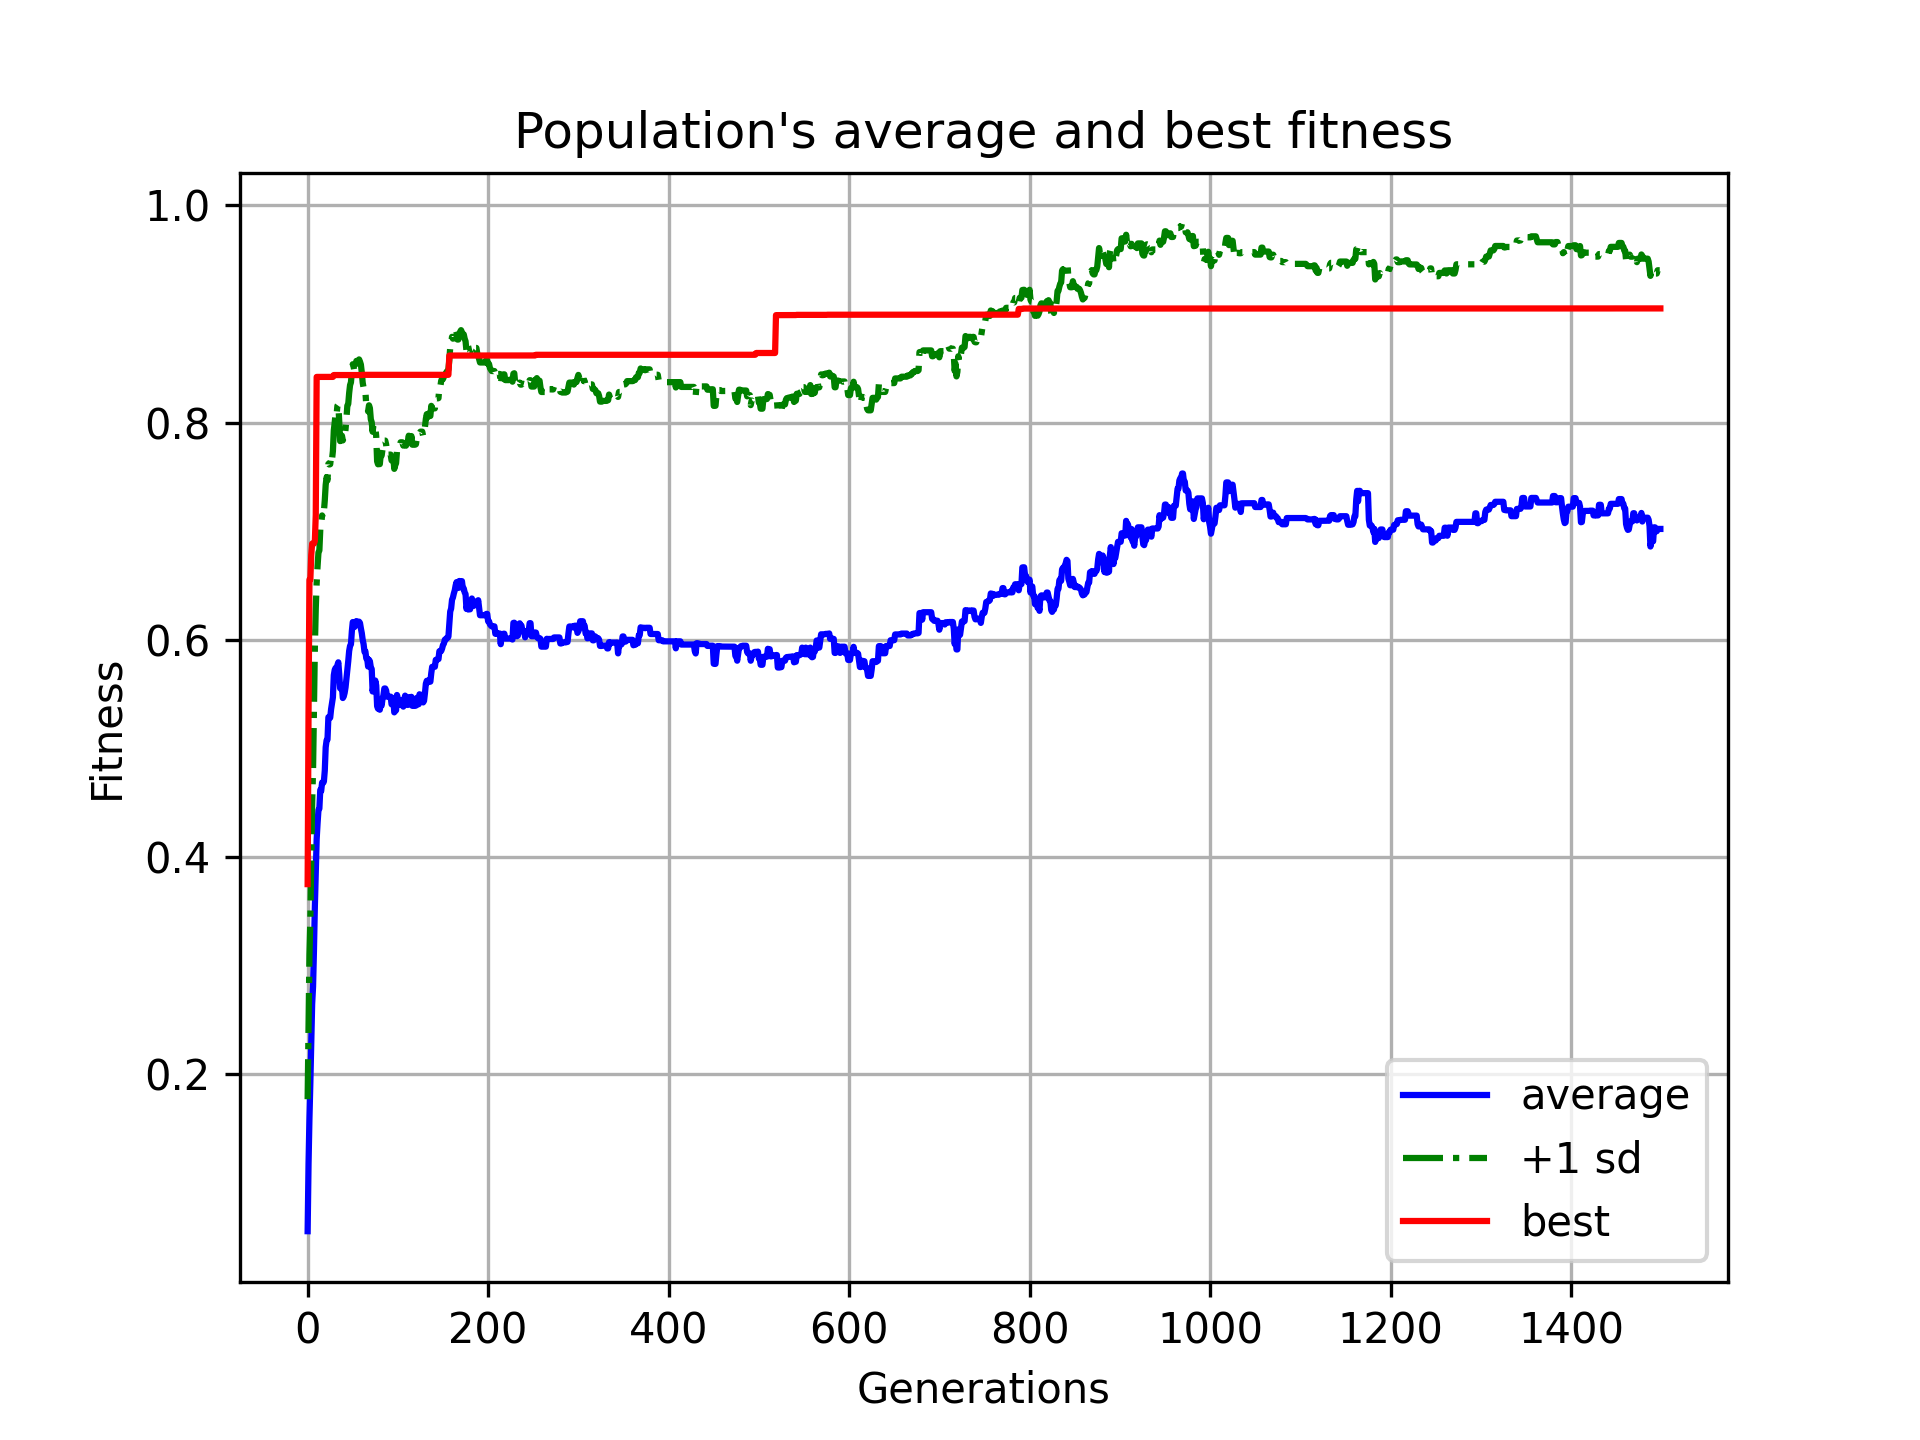 Population's average and best fitness
1.0
0.8
0.6
0.4
0.2
Fitness
average
+1 sd
best
0 200 400 600 800 1000 1200 1400
Generations